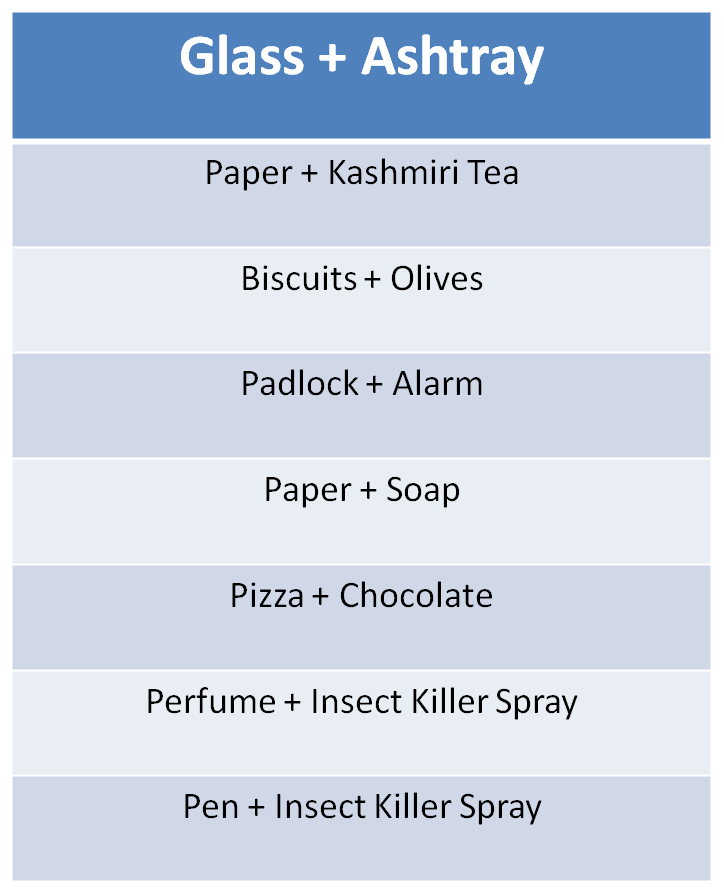 Glass + Ashtray
Paper + Kashmiri Tea
Biscuits + Olives
Padlock + Alarm
Paper + Soap
Pizza + Chocolate
Perfume + Insect Killer Spray
Pen + Insect Killer Spray